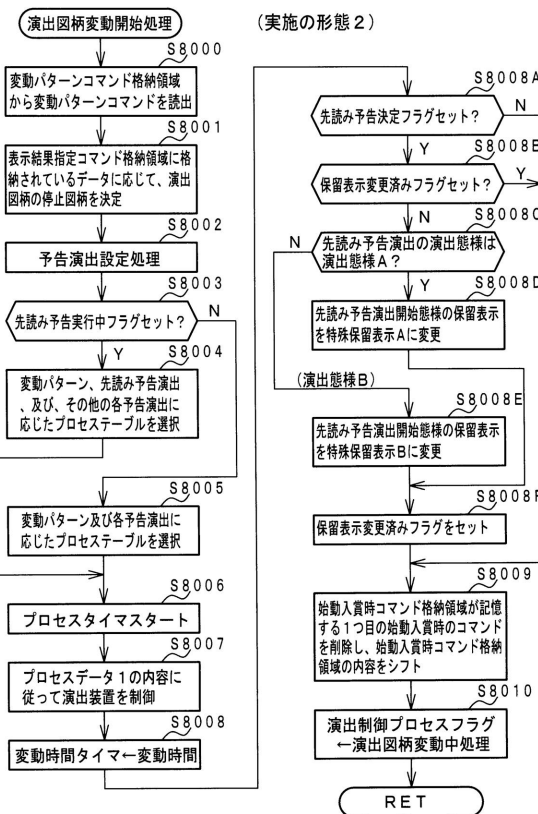 演出図柄変動開始処理
(実施の形態2)
S8000
変動パターンコマンド格納領域
から変動パターンコマンドを読出
S8001
表示結果指定コマンド格納領域に格
納されているデータに応じて、演出
図柄の停止図柄を決定
S8002
予告演出設定処理
S8003
先読み予告実行中フラグセット?
N
Y
S8004
変動パターン、先読み予告演出
、及び、その他の各予告演出に
応じたプロセステーブルを選択
S8005
変動パターン及び各予告演出に
応じたプロセステーブルを選択
S8006
プロセスタイマスタート
S8007
プロセスデータ1の内容に
従って演出装置を制御
S8008
変動時間タイマ←変動時間
S8008A
先読み予告決定フラグセット?
N
Y
S8008B
保留表示変更済みフラグセット?
Y
N
S8008C
先読み予告演出の演出態様は
演出態様A?
N
Y
S8008D
先読み予告演出開始態様の保留表示
を特殊保留表示Aに変更
(演出態様B)
S8008E
先読み予告演出開始態様の保留表示
を特殊保留表示Bに変更
S8008F
保留表示変更済みフラグをセット
S8009
始動入賞時コマンド格納領域が記憶
する1つ目の始動入賞時のコマンド
を削除し、始動入賞時コマンド格納
領域の内容をシフト
S8010
演出制御プロセスフラグ
←演出図柄変動中処理
RET